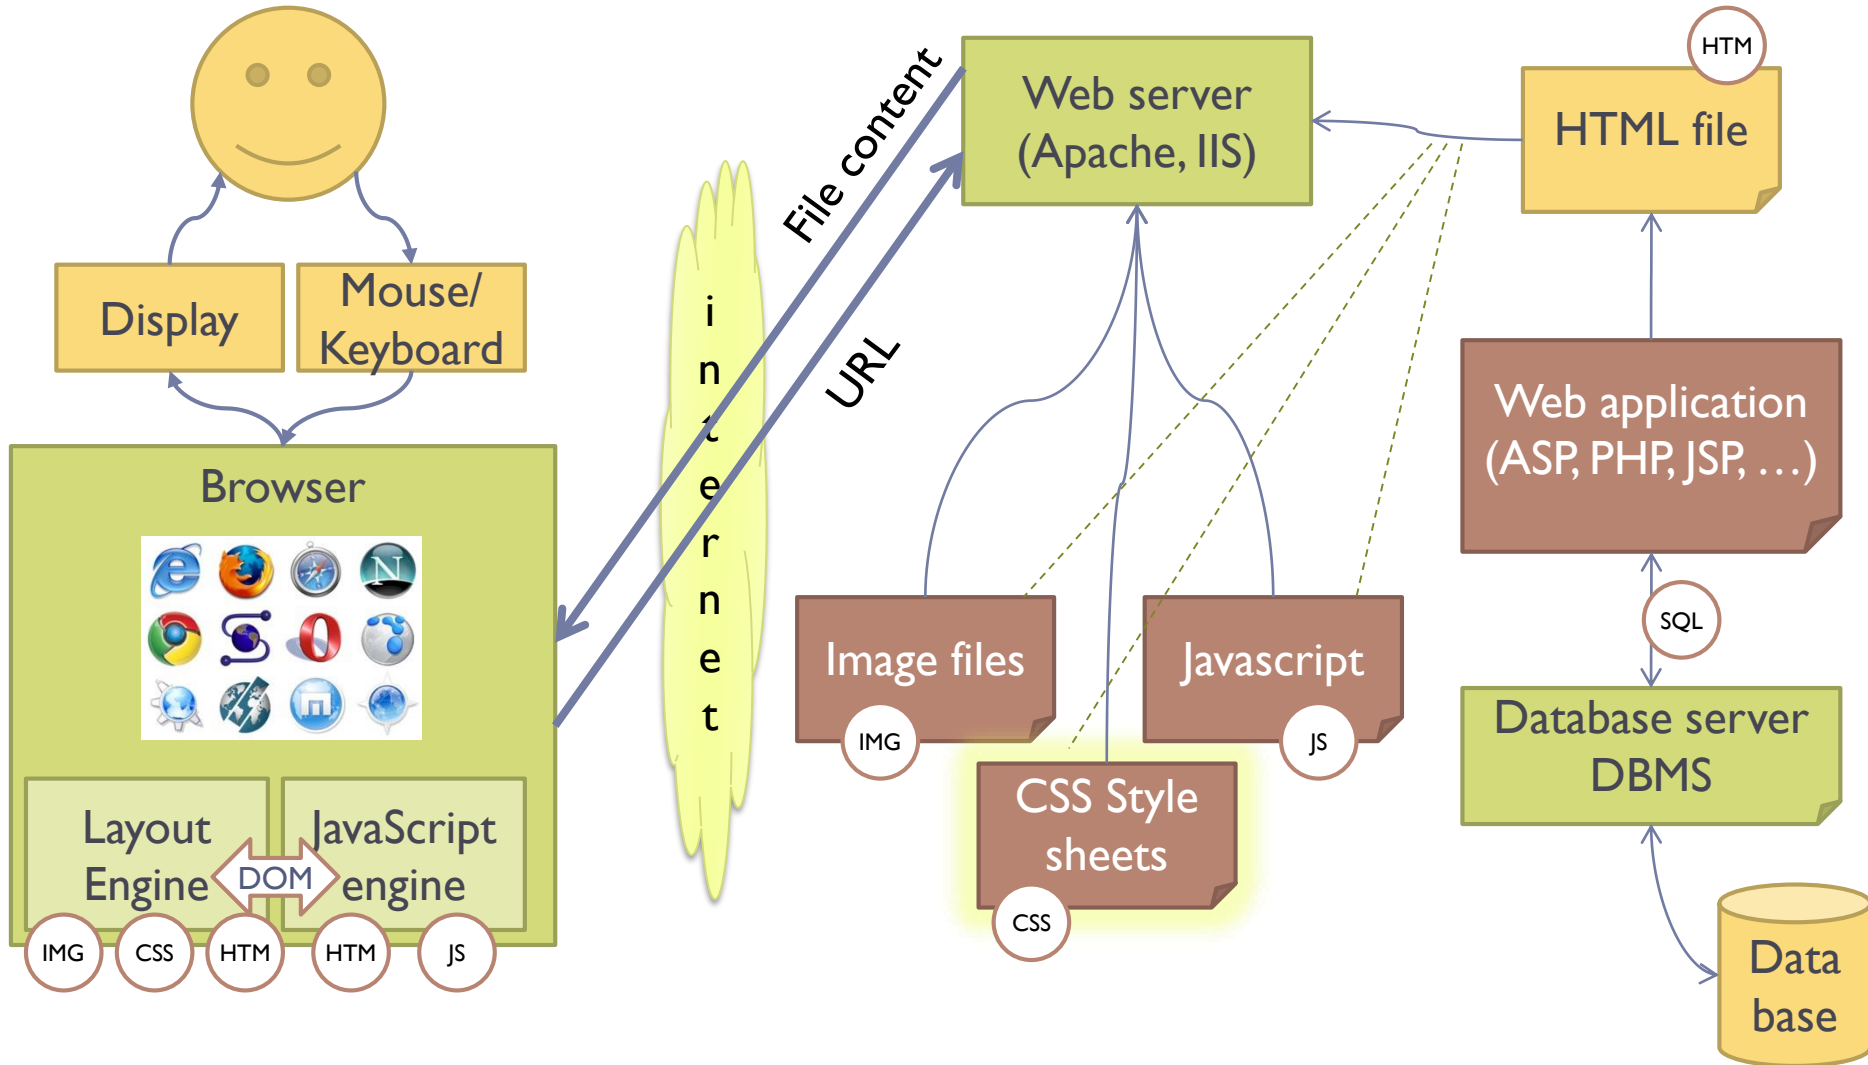 Display
Mouse/
Keyboard
Browser
N
m
Layout
Engine
DOM
JavaScript
engine
IMG
CSS
HTM
HTM
JS
i
n
t
e
r
n
e
t
File content
URL
Web server
(Apache, IIS)
HTM
HTML file
Web application
(ASP, PHP, JSP, …)
SQL
Database server
DBMS
Data
base
Image files
IMG
Javascript
JS
CSS Style
sheets
CSS